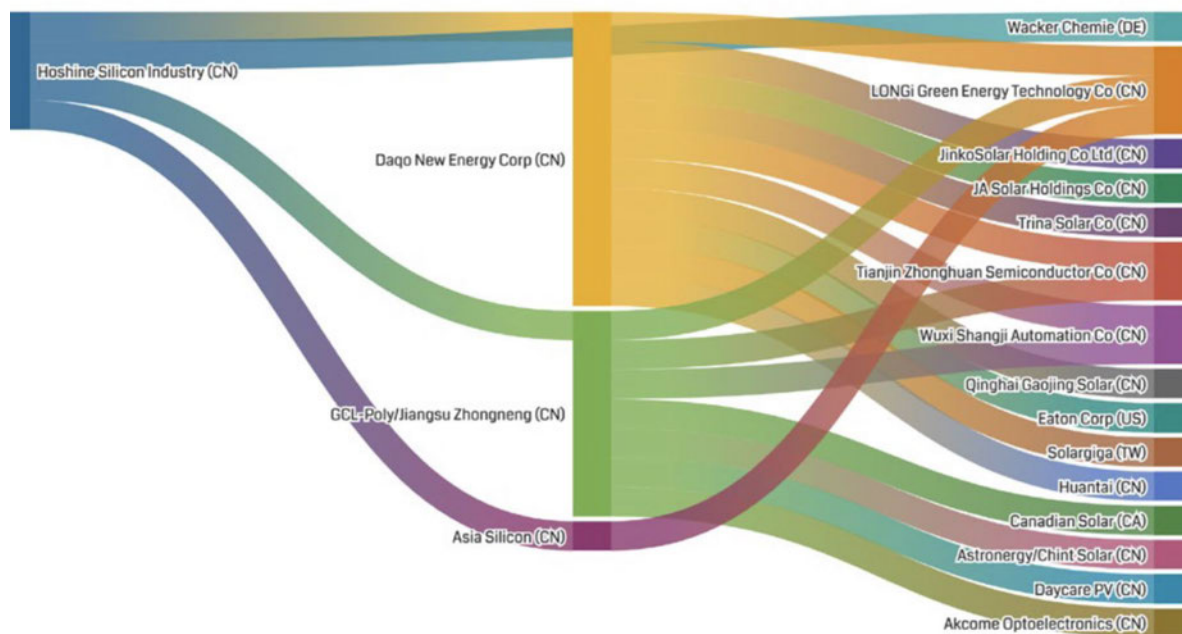 Hoshine Silicon Industry (CN)
Daqo New Energy Corp (CN)
GCL-Poly/Jiangsu Zhongneng (CN)
Asia Silicon (CN)
Wacker Chemie (DE)
LONGi Green Energy Technology Co (CN)
JinkoSolar Holding Co Ltd (CN)
JA Solar Holdings Co (CN)
Trina Solar Co (CN)
Tianjin Zhonghuan Semiconductor Co (CN)
Wuxi Shangji Automation Co (CN)
Qinghai Gaojing Solar (CN)
Eaton Corp (US)
Solargiga (TW)
Huantai (CN)
Canadian Solar (CA)
Astronergy/Chint Solar (CN)
Daycare PV (CN)
Akcome Optoelectronics (CN)